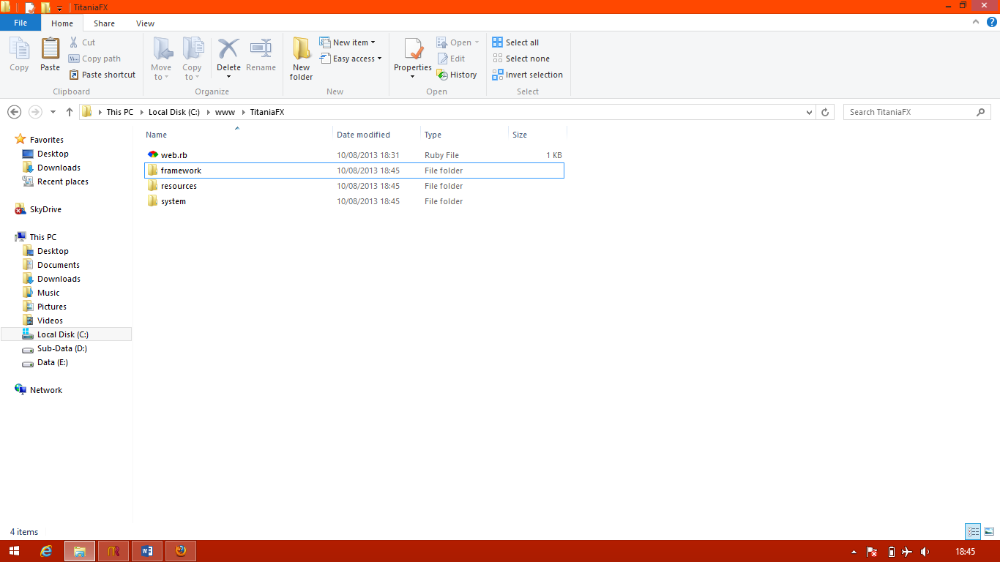 TitaniaFX
File Home Share View
Copy
Paste
Cut
Copy path
Paste shortcut
Clipboard
Move to
Copy to
Delete
Rename
Organize
New folder
New item
Easy access
New
Properties
Open
Edit
History
Open
Select all
Select none
Invert selection
Select
This PC Local Disk (C:) www TitaniaFX
Search TitaniaFX
Favorites
Desktop
Downloads
Recent places
SkyDrive
This PC
Desktop
Documents
Downloads
Music
Pictures
Videos
Local Disk (C:)
Sub-Data (D:)
Data (E:)
Network
Name Date modified Type Size
web.rb 10/08/2013 18:31 Ruby File 1 KB
framework 10/08/2013 18:45 File folder
resources 10/08/2013 18:45 File folder
system 10/08/2013 18:45 File folder
4 items
18:45